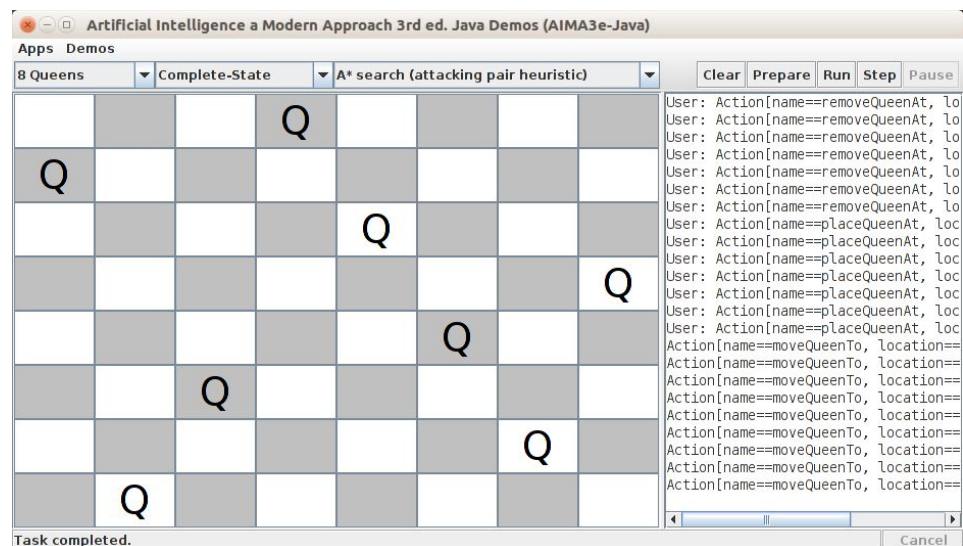 Artificial Intelligence a Modern Approach 3rd ed. Java Demos (AIMA3e-Java)
Apps Demos
8 Queens Complete-State A* search (attacking pair heuristic) Clear Prepare Run Step Pause
Q
Q
Q
Q
Q
Q
Q
Q
User: Action[name==removeQueenAt, lo
User: Action[name==removeQueenAt, lo
User: Action[name==removeQueenAt, lo
User: Action[name==removeQueenAt, lo
User: Action[name==removeQueenAt, lo
User: Action[name==removeQueenAt, lo
User: Action[name==removeQueenAt, lo
User: Action[name==placeQueenAt, loc
User: Action[name==placeQueenAt, loc
User: Action[name==placeQueenAt, loc
User: Action[name==placeQueenAt, loc
User: Action[name==placeQueenAt, loc
User: Action[name==placeQueenAt, loc
User: Action[name==placeQueenAt, loc
Action[name==moveQueenTo, location==
Action[name==moveQueenTo, location==
Action[name==moveQueenTo, location==
Action[name==moveQueenTo, location==
Action[name==moveQueenTo, location==
Action[name==moveQueenTo, location==
Action[name==moveQueenTo, location==
Action[name==moveQueenTo, location==
Action[name==moveQueenTo, location==
Task completed. Cancel